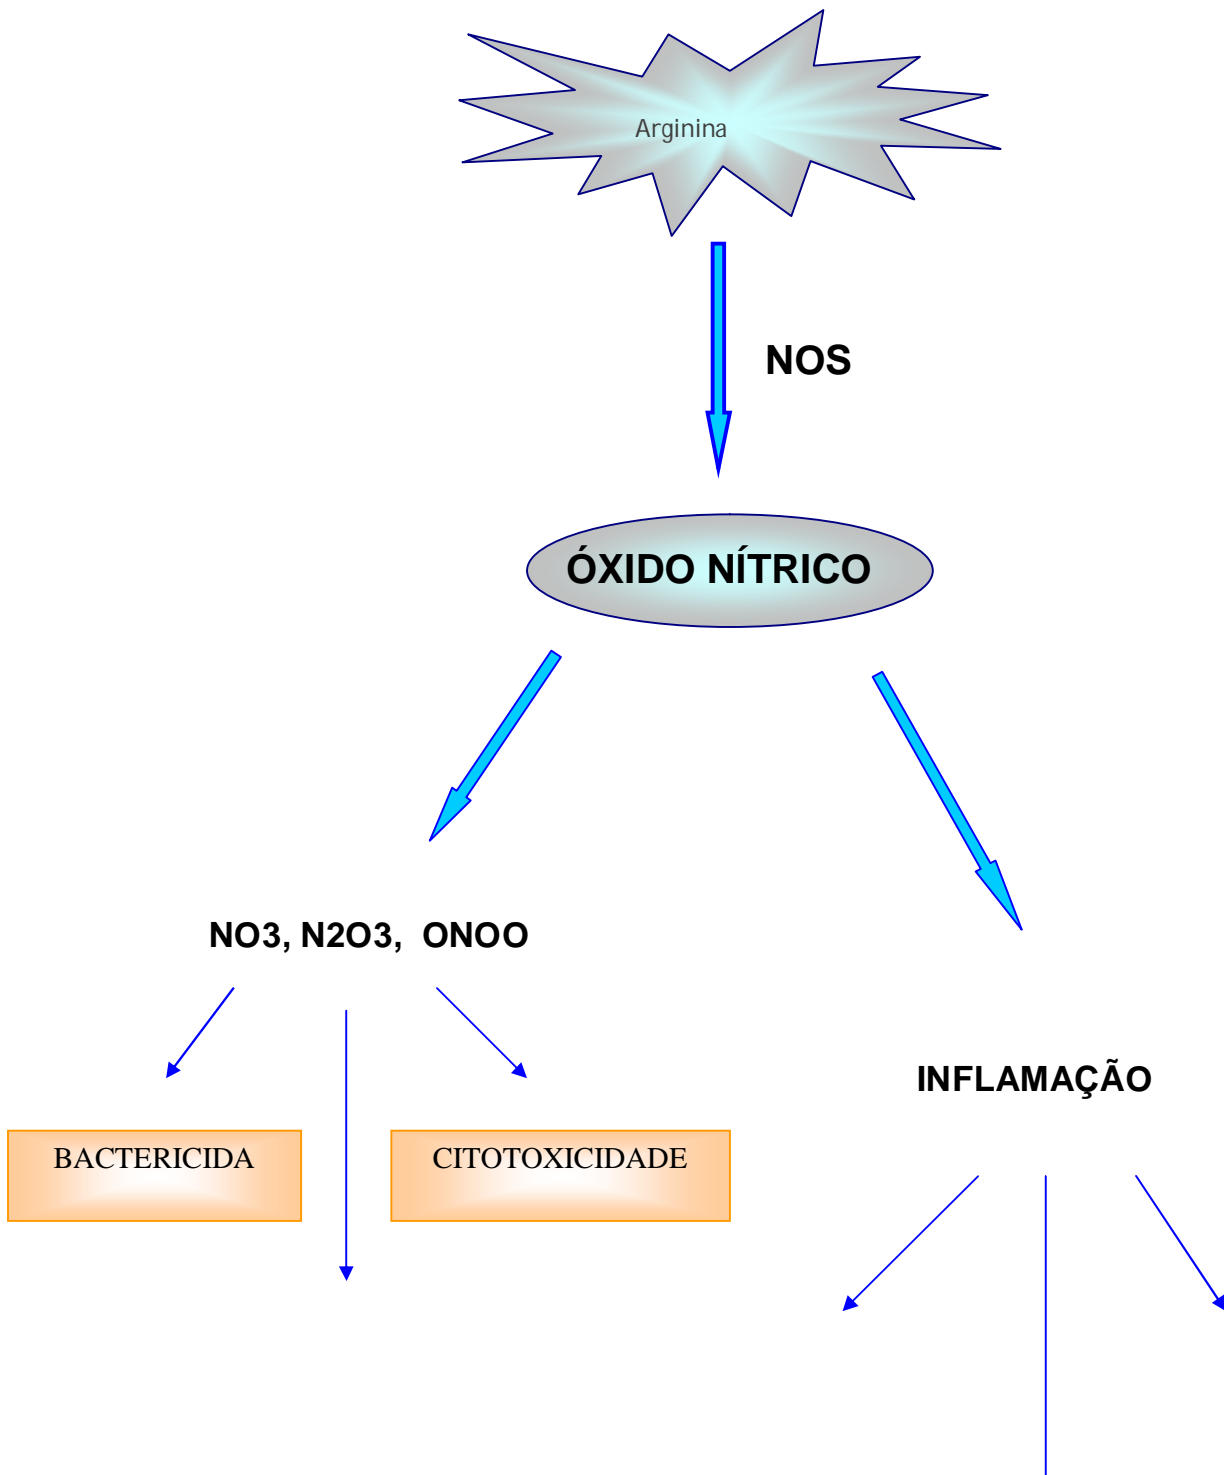 Arginina
NOS
ÓXIDO NÍTRICO
NO3, N2O3, ONOO
INFLAMAÇÃO
BACTERICIDA
CITOTOXICIDADE